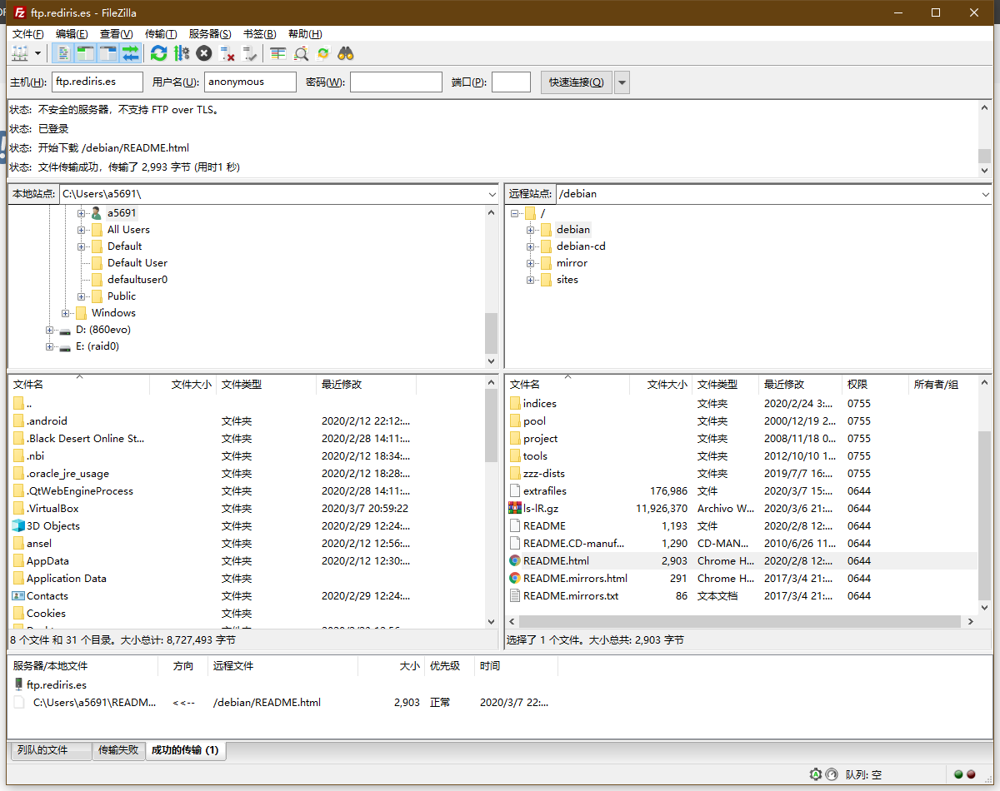 ftp.rediris.es - FileZilla
文件(F) 编辑(E) 查看(V) 传输(T) 服务器(S) 书签(B) 帮助(H)
主机(H): ftp.rediris.es 用户名(U): anonymous 密码(W): 端口(P): 快速连接(Q)
状态: 不安全的服务器，不支持 FTP over TLS。
状态: 已登录
状态: 开始下载 /debian/README.html
状态: 文件传输成功，传输了 2,993 字节 (用时1 秒)
本地站点: C:\Users\a5691\
a5691
All Users
Default
Default User
defaultuser0
Public
Windows
D: (860evo)
E: (raid0)
远程站点: /debian
/
debian
debian-cd
mirror
sites
文件名 文件大小 文件类型 最近修改
..
.android 文件夹 2020/2/12 22:12:...
.Black Desert Online St... 文件夹 2020/2/28 14:11:...
.nbi 文件夹 2020/2/12 18:34:...
.oracle_jre_usage 文件夹 2020/2/12 18:28:...
.QtWebEngineProcess 文件夹 2020/2/28 14:11:...
.VirtualBox 文件夹 2020/3/7 20:59:22
3D Objects 文件夹 2020/2/29 12:24:...
ansel 文件夹 2020/2/12 12:56:...
AppData 文件夹 2020/2/12 12:30:...
Application Data 文件夹
Contacts 文件夹 2020/2/29 12:24:...
Cookies 文件夹
8 个文件 和 31 个目录。大小总计: 8,727,493 字节
文件名 文件大小 文件类型 最近修改 权限 所有者/组
indices 文件夹 2020/2/24 3:... 0755
pool 文件夹 2000/12/19 2... 0755
project 文件夹 2008/11/18 0... 0755
tools 文件夹 2012/10/10 1... 0755
zzz-dists 文件夹 2019/7/7 16:... 0755
extrafiles 176,986 文件 2020/3/7 15:... 0644
ls-lR.gz 11,926,370 Archivo W... 2020/3/6 21:... 0644
README 1,193 文件 2020/2/8 12:... 0644
README.CD-manuf... 1,290 CD-MAN... 2010/6/26 11... 0644
README.html 2,903 Chrome H... 2020/2/8 12:... 0644
README.mirrors.html 291 Chrome H... 2017/3/4 21:... 0644
README.mirrors.txt 86 文本文档 2017/3/4 21:... 0644
选择了 1 个文件。大小总共: 2,903 字节
服务器/本地文件 方向 远程文件 大小 优先级 时间
ftp.rediris.es
C:\Users\a5691\READM... <<-- /debian/README.html 2,903 正常 2020/3/7 22:...
列队的文件 传输失败 成功的传输 (1)
队列: 空